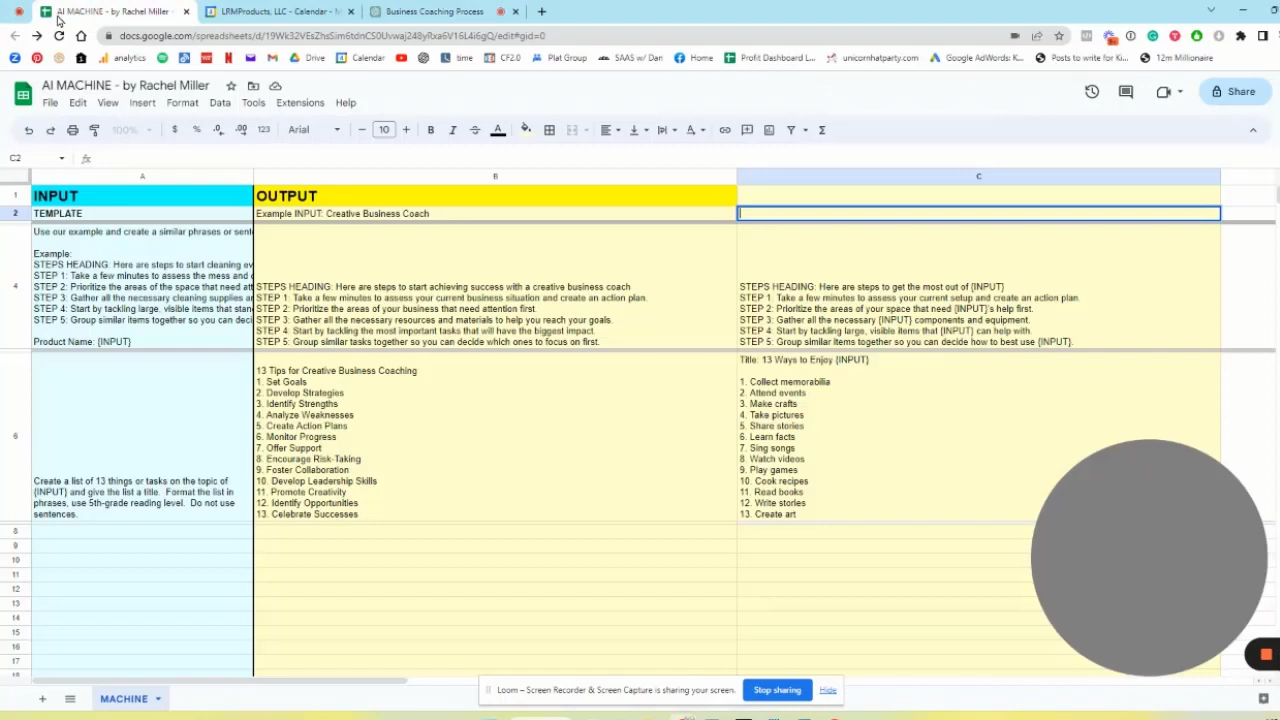 AI MACHINE - by Rachel Miller
LRMProducts, LLC - Calendar - M
Business Coaching Process
docs.google.com/spreadsheets/d/19Wk32VEsZhsSim6tdnCS0Uvwaj248yRxa6V16L4i6gQ/edit#gid=0
analytics
Drive
Calendar
time
CF2.0
Plat Group
SAAS w/ Dan
Home
Profit Dashboard L...
unicornhatparty.com
Google AdWords: K...
Posts to write for Ki...
12m Millionaire
AI MACHINE - by Rachel Miller
File Edit View Insert Format Data Tools Extensions Help
Share
100% $ % .0 .00 123 Arial 10 B I
C2 fx
A B C
1 INPUT OUTPUT
2 TEMPLATE Example INPUT: Creative Business Coach
Use our example and create a similar phrases or sent
Example:
STEPS HEADING: Here are steps to start cleaning ev
STEP 1: Take a few minutes to assess the mess and c
STEP 2: Prioritize the areas of the space that need att
STEP 3: Gather all the necessary cleaning supplies ar
STEP 4: Start by tackling large, visible items that stan
STEP 5: Group similar items together so you can deci
Product Name: {INPUT}
4
STEPS HEADING: Here are steps to start achieving success with a creative business coach
STEP 1: Take a few minutes to assess your current business situation and create an action plan.
STEP 2: Prioritize the areas of your business that need attention first.
STEP 3: Gather all the necessary resources and materials to help you reach your goals.
STEP 4: Start by tackling the most important tasks that will have the biggest impact.
STEP 5: Group similar tasks together so you can decide which ones to focus on first.
STEPS HEADING: Here are steps to get the most out of {INPUT}
STEP 1: Take a few minutes to assess your current setup and create an action plan.
STEP 2: Prioritize the areas of your space that need {INPUT}'s help first.
STEP 3: Gather all the necessary {INPUT} components and equipment.
STEP 4: Start by tackling large, visible items that {INPUT} can help with.
STEP 5: Group similar items together so you can decide how to best use {INPUT}.
6
Create a list of 13 things or tasks on the topic of
{INPUT} and give the list a title. Format the list in
phrases, use 5th-grade reading level. Do not use
sentences.
13 Tips for Creative Business Coaching
1. Set Goals
2. Develop Strategies
3. Identify Strengths
4. Analyze Weaknesses
5. Create Action Plans
6. Monitor Progress
7. Offer Support
8. Encourage Risk-Taking
9. Foster Collaboration
10. Develop Leadership Skills
11. Promote Creativity
12. Identify Opportunities
13. Celebrate Successes
Title: 13 Ways to Enjoy {INPUT}
1. Collect memorabilia
2. Attend events
3. Make crafts
4. Take pictures
5. Share stories
6. Learn facts
7. Sing songs
8. Watch videos
9. Play games
10. Cook recipes
11. Read books
12. Write stories
13. Create art
8
9
10
11
12
13
14
15
16
17
18
Loom – Screen Recorder & Screen Capture is sharing your screen. Stop sharing Hide
MACHINE